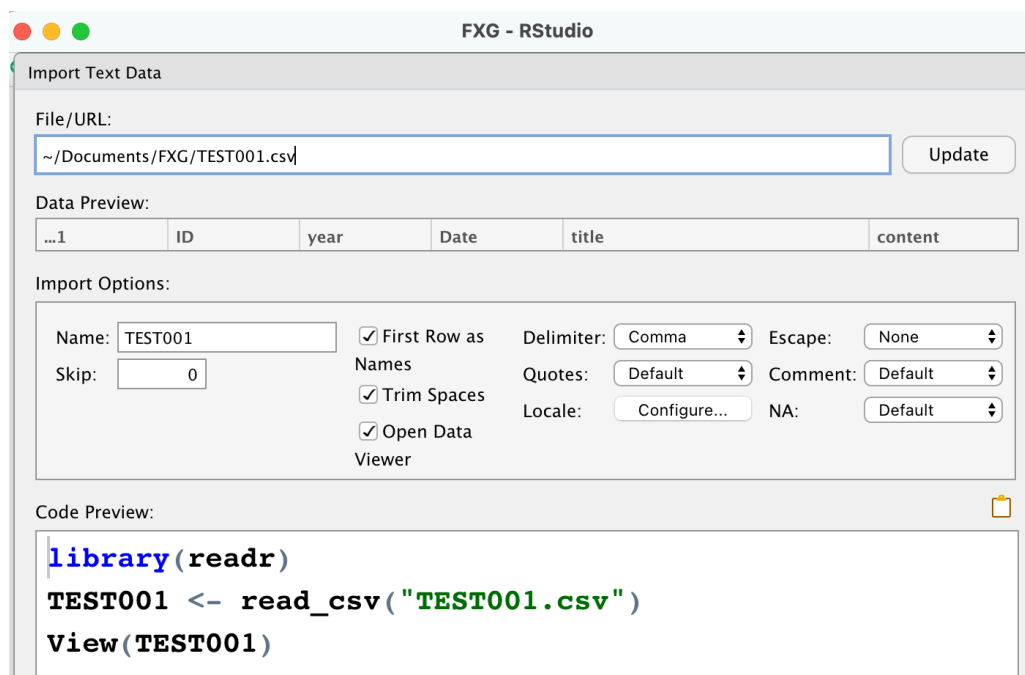 FXG - RStudio
Import Text Data
File/URL:
~/Documents/FXG/TEST001.csv
Update
Data Preview:
...1 ID year Date title content
Import Options:
Name: TEST001
Skip: 0
First Row as
Names
Trim Spaces
Open Data
Viewer
Delimiter: Comma
Quotes: Default
Locale: Configure...
Escape: None
Comment: Default
NA: Default
Code Preview:
library(readr)
TEST001 <- read_csv("TEST001.csv")
View(TEST001)